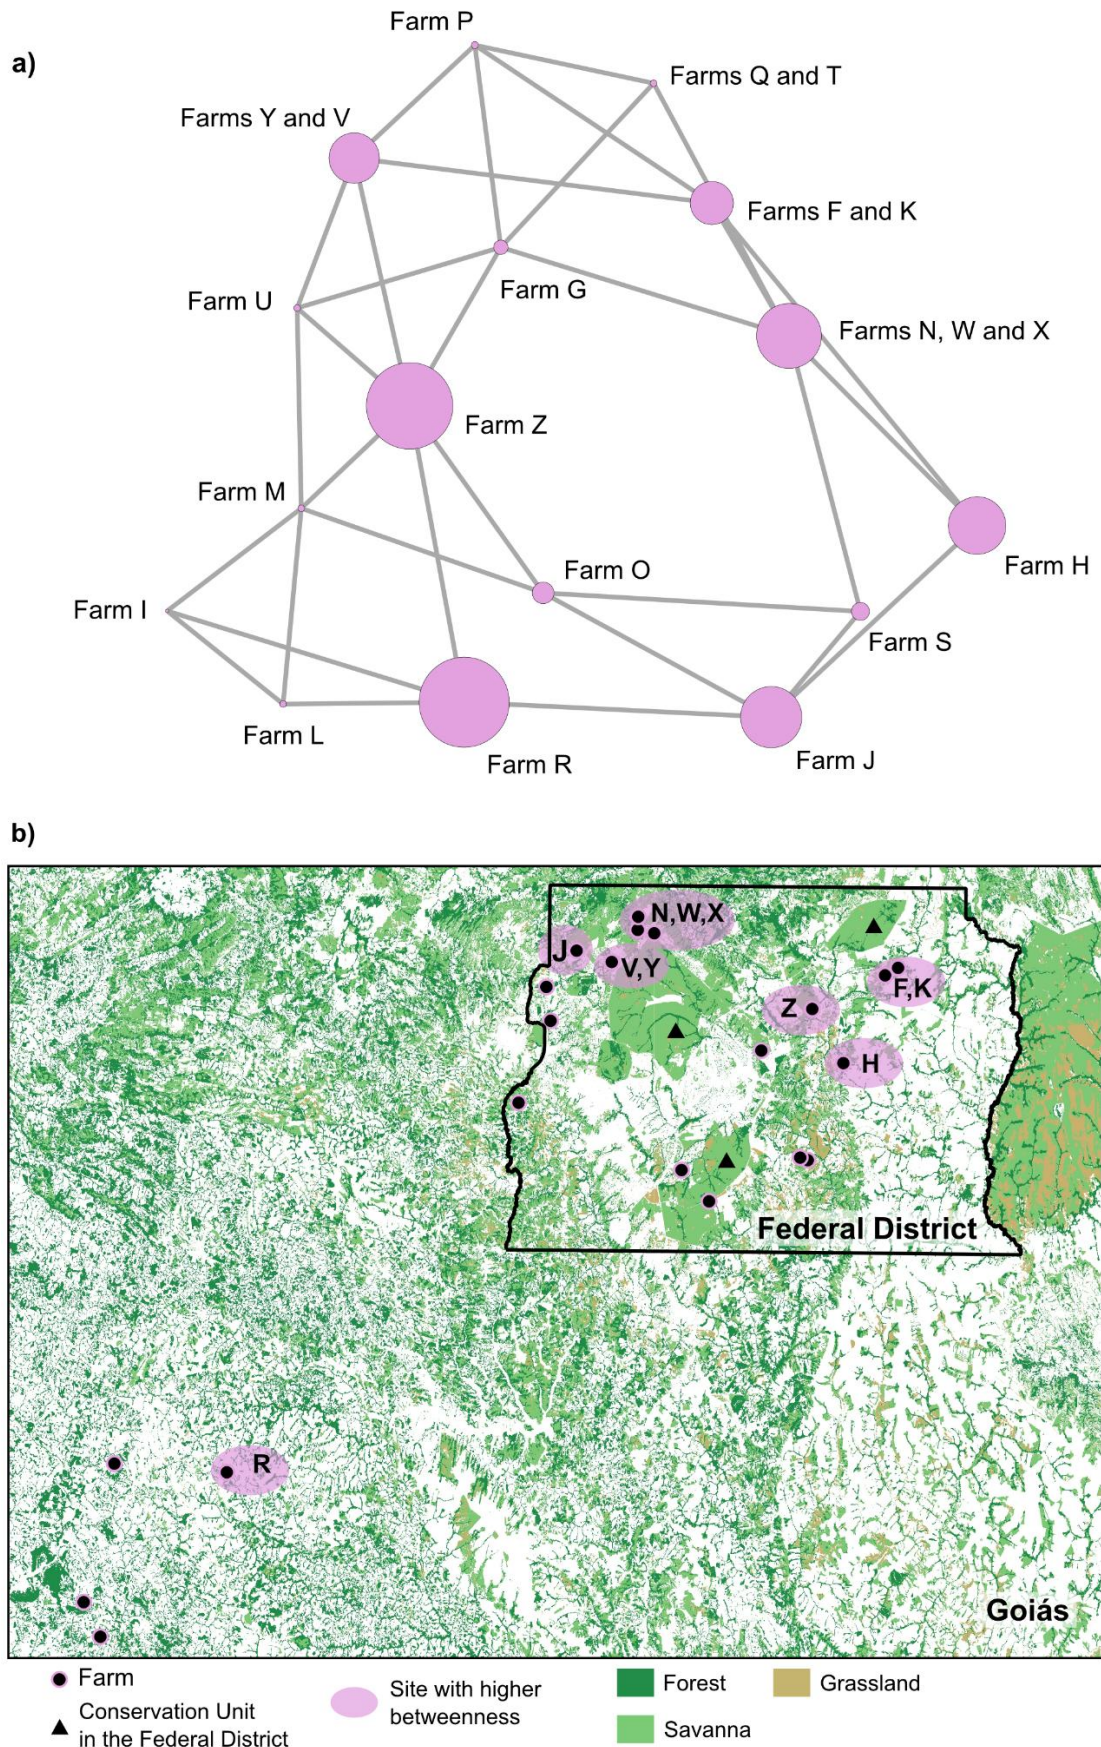 a)
Farm P
Farms Q and T
Farms Y and V
Farms F and K
Farm G
Farm U
Farms N, W and X
Farm Z
Farm M
Farm H
Farm O
Farm I
Farm S
Farm L
Farm R
Farm J
b)
N,W,X
J
V,Y
F,K
Z
H
Federal District
R
Goiás
Farm
Conservation Unit
in the Federal District
Site with higher
betweenness
Forest
Grassland
Savanna